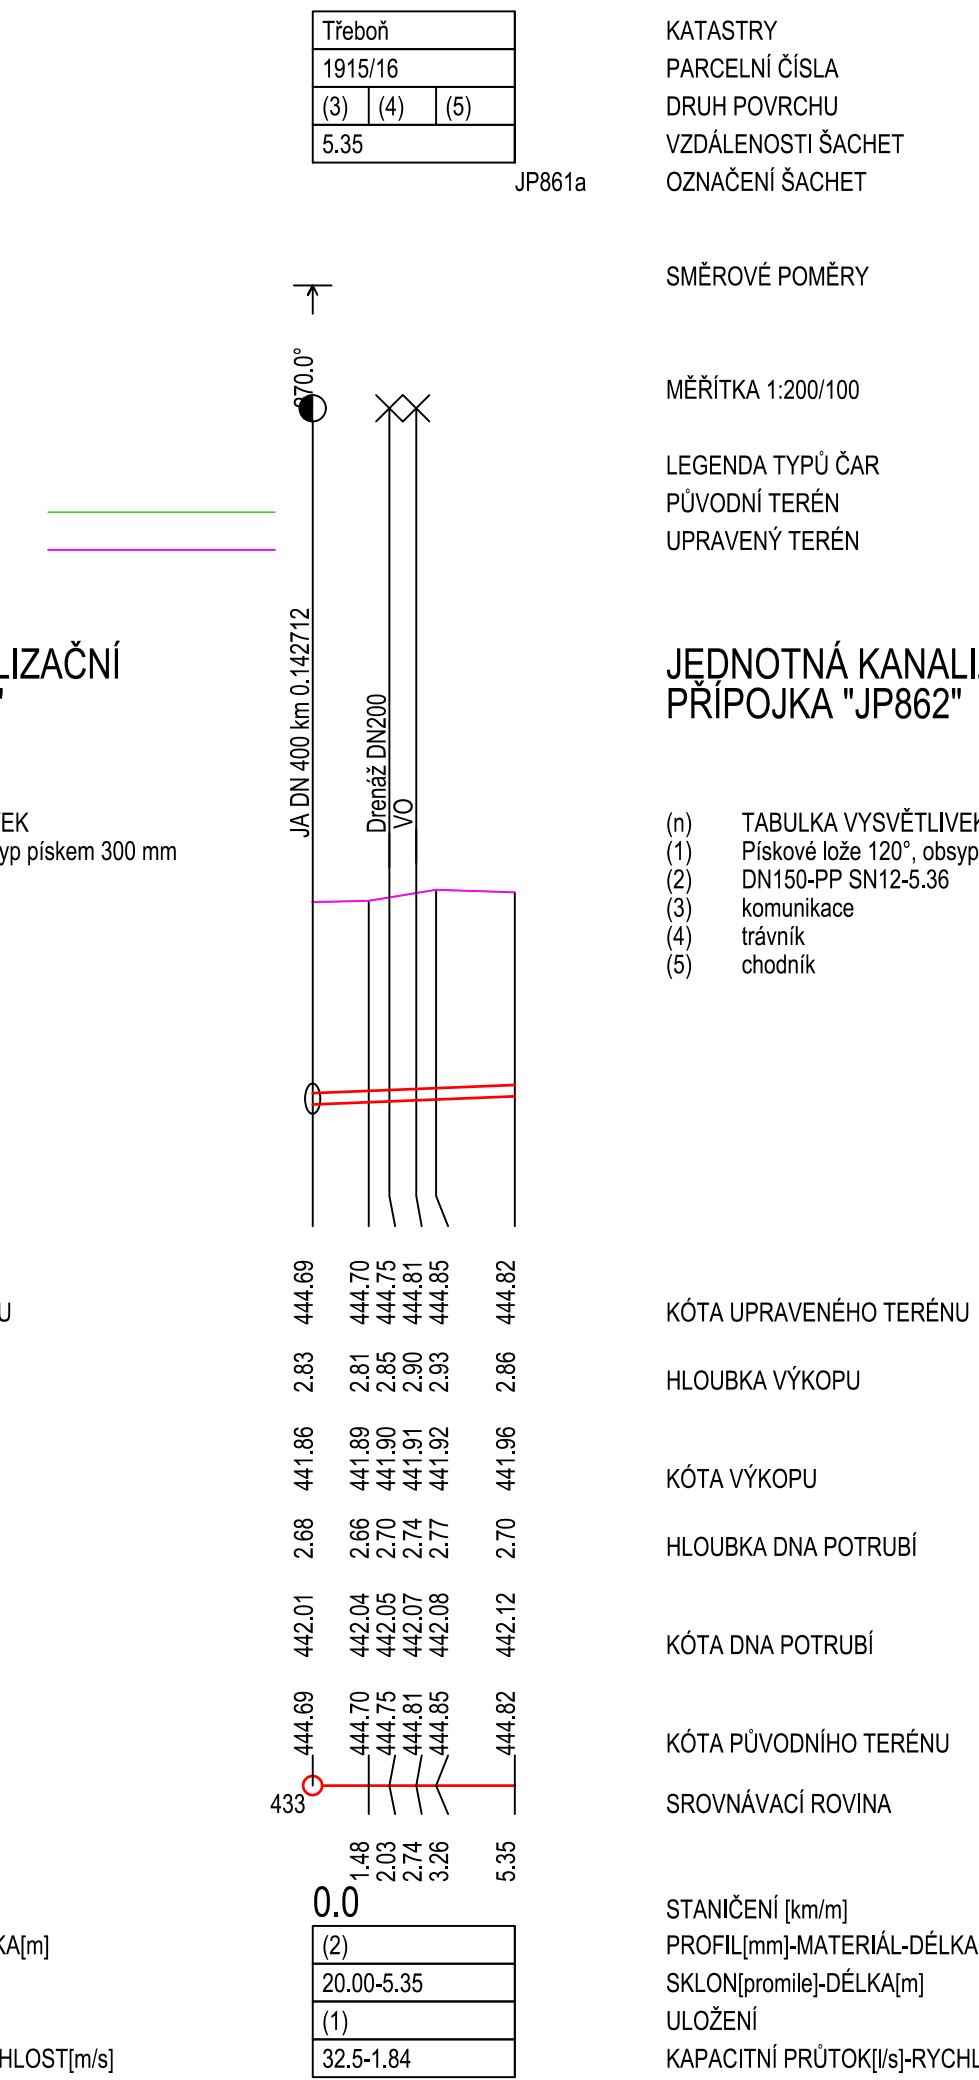 Třeboň
KATASTRY
1915/16
PARCELNÍ ČÍSLA
(3) (4) (5)
DRUH POVRCHU
5.35
VZDÁLENOSTI ŠACHET
JP861a
OZNAČENÍ ŠACHET
SMĚROVÉ POMĚRY
MĚŘÍTKA 1:200/100
LEGENDA TYPŮ ČAR
PŮVODNÍ TERÉN
UPRAVENÝ TERÉN
JA DN 400 km 0.142712
Drenáž DN200
VO
LIZAČNÍ
"
JEDNOTNÁ KANALI
PŘÍPOJKA "JP862"
EK
yp pískem 300 mm
(n) TABULKA VYSVĚTLIVEK
(1) Pískové lože 120°, obsyp
(2) DN150-PP SN12-5.36
(3) komunikace
(4) trávník
(5) chodník
444.69 444.70 444.75 444.81 444.85 444.82
U
KÓTA UPRAVENÉHO TERÉNU
2.83 2.81 2.85 2.90 2.93 2.86
HLOUBKA VÝKOPU
441.86 441.89 441.90 441.91 441.92 441.96
KÓTA VÝKOPU
2.68 2.66 2.70 2.74 2.77 2.70
HLOUBKA DNA POTRUBÍ
442.01 442.04 442.05 442.07 442.08 442.12
KÓTA DNA POTRUBÍ
444.69 444.70 444.75 444.81 444.85 444.82
KÓTA PŮVODNÍHO TERÉNU
433
SROVNÁVACÍ ROVINA
1.48 2.03 2.74 3.26 5.35
0.0
STANIČENÍ [km/m]
KA[m]
(2)
PROFIL[mm]-MATERIÁL-DÉLKA
20.00-5.35
SKLON[promile]-DÉLKA[m]
(1)
ULOŽENÍ
HLOST[m/s]
32.5-1.84
KAPACITNÍ PRŮTOK[l/s]-RYCHL